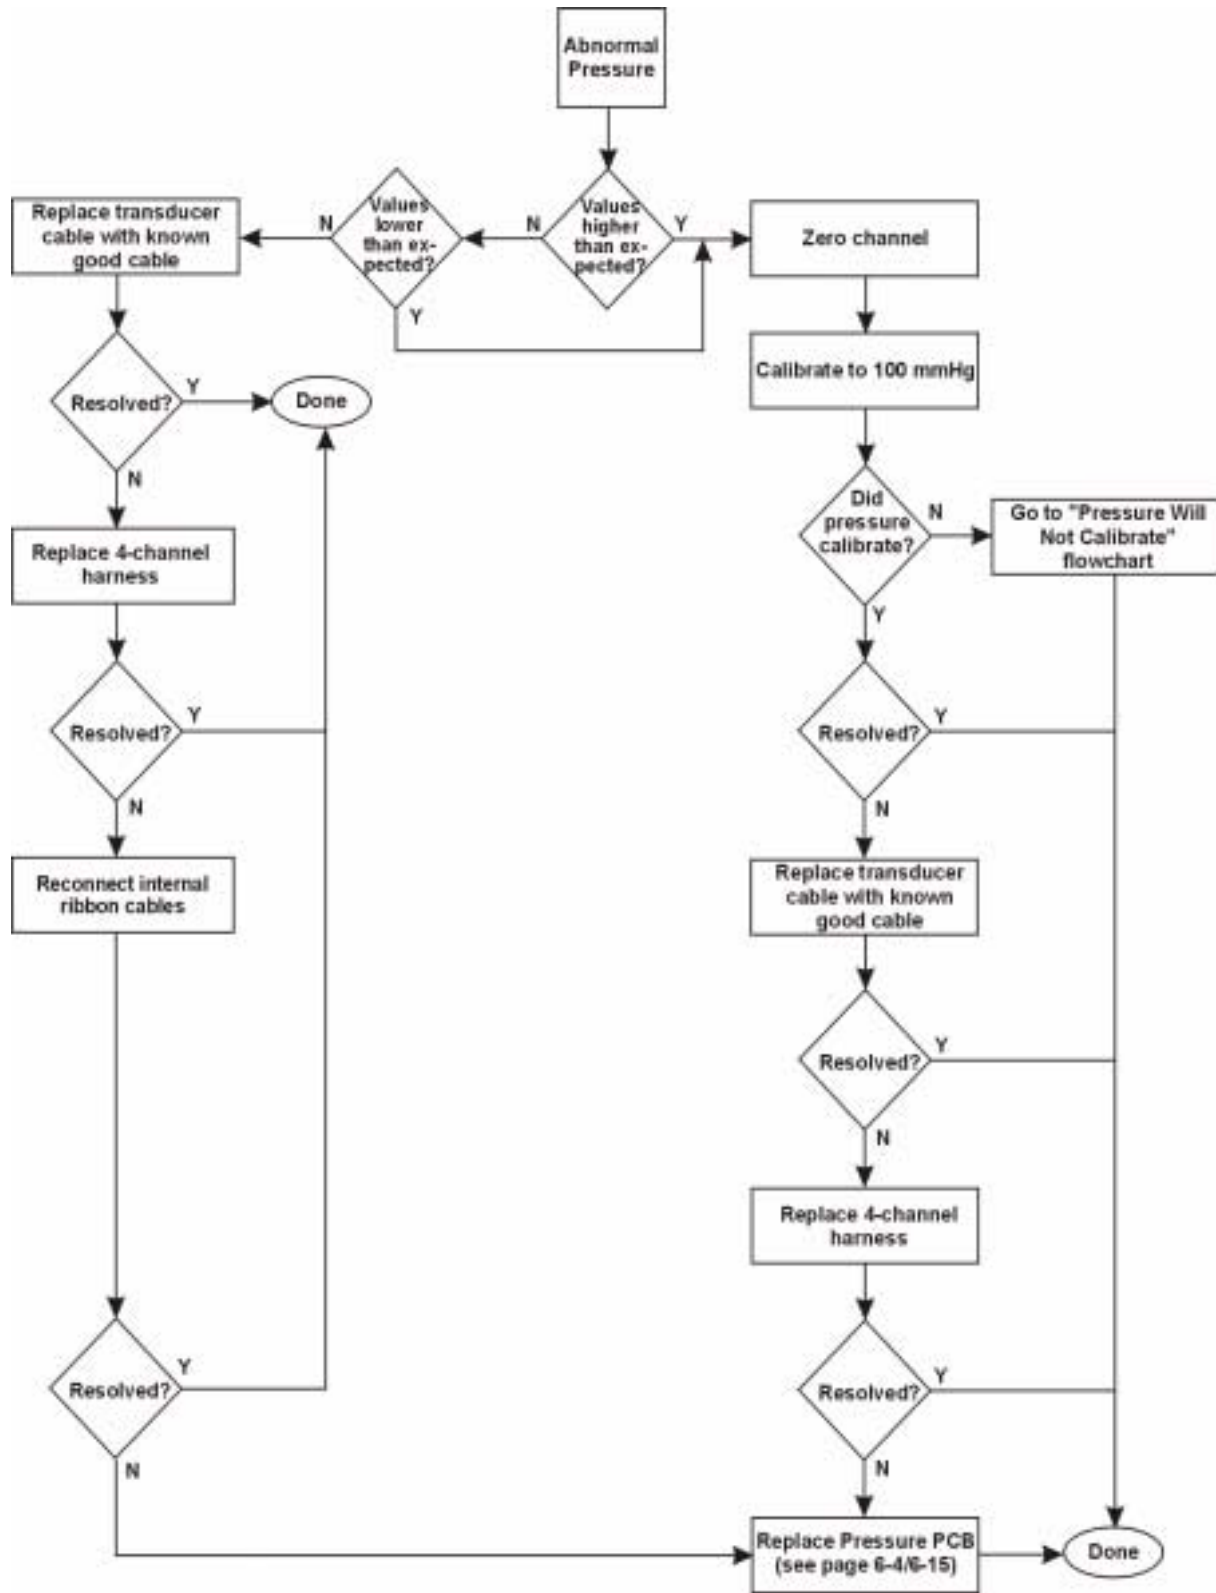 Abnormal
Pressure
Values
higher
than ex-
pected?
N
Y
Values
lower
than ex-
pected?
N
Y
Replace transducer
cable with known
good cable
Resolved?
Y
Done
N
Replace 4-channel
harness
Resolved?
Y
N
Reconnect internal
ribbon cables
Resolved?
Y
N
Zero channel
Calibrate to 100 mmHg
Did
pressure
calibrate?
N
Go to "Pressure Will
Not Calibrate"
flowchart
Y
Resolved?
Y
N
Replace transducer
cable with known
good cable
Resolved?
Y
N
Replace 4-channel
harness
Resolved?
Y
N
Replace Pressure PCB
(see page 6-4/6-15)
Done